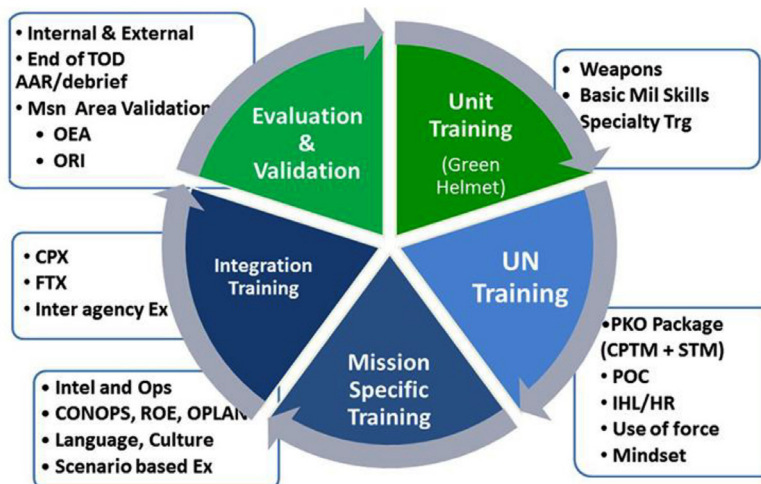 • Internal & External
• End of TOD
AAR/debrief
• Msn Area Validation
• OEA
• ORI
Evaluation
&
Validation
Unit
Training
(Green
Helmet)
• Weapons
• Basic Mil Skills
Specialty Trg
UN
Training
•PKO Package
(CPTM + STM)
• POC
• IHL/HR
• Use of force
• Mindset
Mission
Specific
Training
• Intel and Ops
• CONOPS, ROE, OPLAN
• Language, Culture
• Scenario based Ex
Integration
Training
• CPX
• FTX
• Inter agency Ex